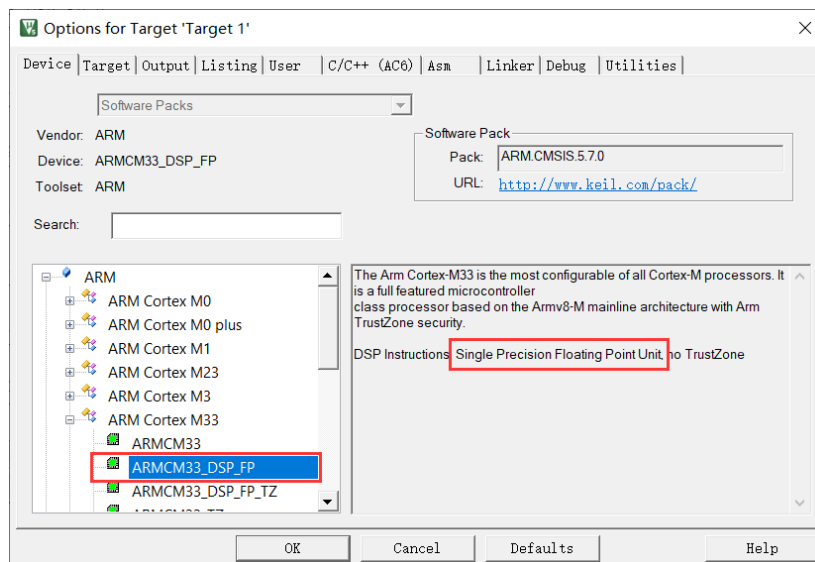 Options for Target 'Target 1'
Device Target Output Listing User C/C++ (AC6) Asm Linker Debug Utilities
Software Packs
Vendor: ARM
Device: ARMCM33_DSP_FP
Toolset: ARM
Search:
Software Pack
Pack: ARM.CMSIS.5.7.0
URL: http://www.keil.com/pack/
ARM
ARM Cortex M0
ARM Cortex M0 plus
ARM Cortex M1
ARM Cortex M23
ARM Cortex M3
ARM Cortex M33
ARMCM33
ARMCM33_DSP_FP
ARMCM33_DSP_FP_TZ
The Arm Cortex-M33 is the most configurable of all Cortex-M processors. It
is a full featured microcontroller
class processor based on the Armv8-M mainline architecture with Arm
TrustZone security.
DSP Instructions, Single Precision Floating Point Unit, no TrustZone
OK Cancel Defaults Help